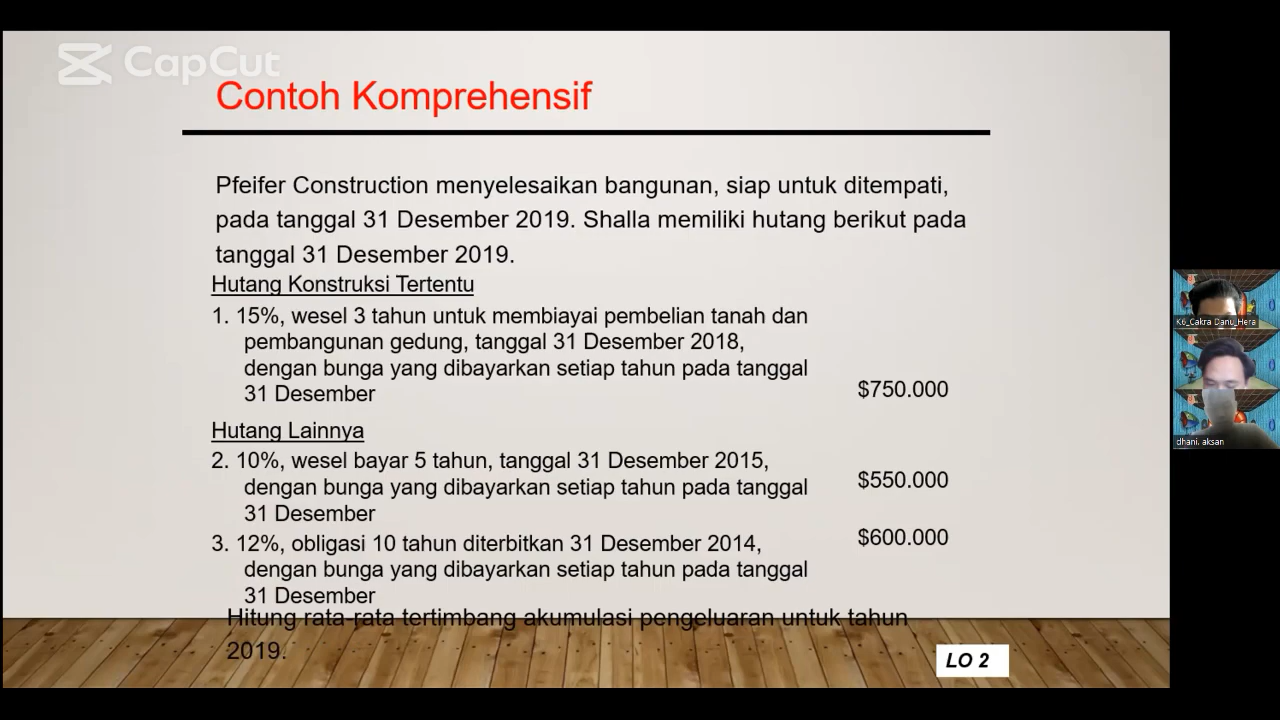 CapCut
Contoh Komprehensif
Pfeifer Construction menyelesaikan bangunan, siap untuk ditempati,
pada tanggal 31 Desember 2019. Shalla memiliki hutang berikut pada
tanggal 31 Desember 2019.
Hutang Konstruksi Tertentu
1. 15%, wesel 3 tahun untuk membiayai pembelian tanah dan
pembangunan gedung, tanggal 31 Desember 2018,
dengan bunga yang dibayarkan setiap tahun pada tanggal
31 Desember
$750.000
Hutang Lainnya
2. 10%, wesel bayar 5 tahun, tanggal 31 Desember 2015,
dengan bunga yang dibayarkan setiap tahun pada tanggal
31 Desember
$550.000
3. 12%, obligasi 10 tahun diterbitkan 31 Desember 2014,
dengan bunga yang dibayarkan setiap tahun pada tanggal
31 Desember
$600.000
Hitung rata-rata tertimbang akumulasi pengeluaran untuk tahun
2019.
LO 2
K6_Cakra Danu_Hera
dhani. aksan